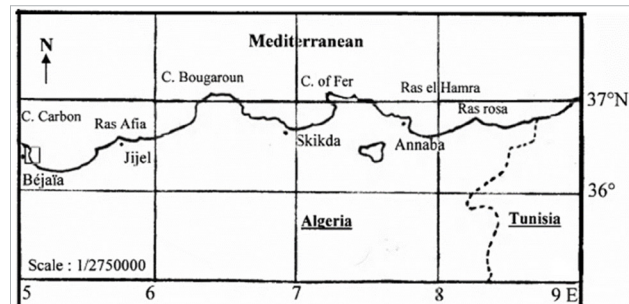 Mediterranean
N
C. Bougaroun
C. of Fer
Ras el Hamra
37°N
C. Carbon
Ras Afia
Ras rosa
Skikda
Annaba
Jijel
Béjaïa
36°
Algeria
Tunisia
Scale : 1/2750000
5 6 7 8 9 E